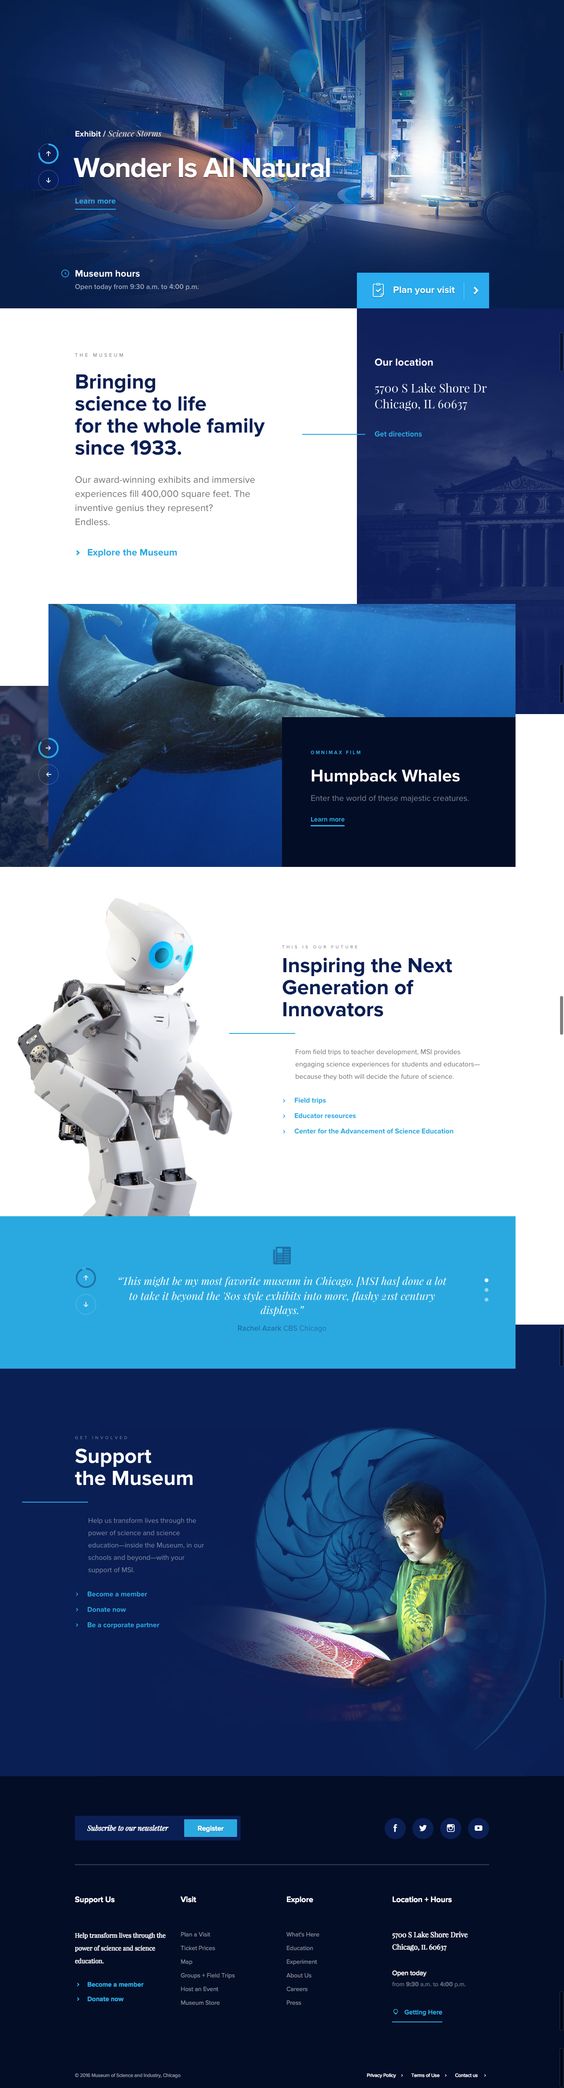 Exhibit / Science Storms
Wonder Is All Natural
Learn more
Museum hours
Open today from 9:30 a.m. to 4:00 p.m.
Plan your visit
THE MUSEUM
Bringing
science to life
for the whole family
since 1933.
Our award-winning exhibits and immersive
experiences fill 400,000 square feet. The
inventive genius they represent?
Endless.
Explore the Museum
Our location
5700 S Lake Shore Dr
Chicago, IL 60637
Get directions
OMNIMAX FILM
Humpback Whales
Enter the world of these majestic creatures.
Learn more
THIS IS OUR FUTURE
Inspiring the Next
Generation of
Innovators
From field trips to teacher development, MSI provides
engaging science experiences for students and educators—
because they both will decide the future of science.
Field trips
Educator resources
Center for the Advancement of Science Education
“This might be my most favorite museum in Chicago. [MSI has] done a lot
to take it beyond the '80s style exhibits into more, flashy 21st century
displays.”
Rachel Azark CBS Chicago
GET INVOLVED
Support
the Museum
Help us transform lives through the
power of science and science
education—inside the Museum, in our
schools and beyond—with your
support of MSI.
Become a member
Donate now
Be a corporate partner
Subscribe to our newsletter
Register
Support Us
Help transform lives through the
power of science and science
education.
Become a member
Donate now
Visit
Plan a Visit
Ticket Prices
Map
Groups + Field Trips
Host an Event
Museum Store
Explore
What's Here
Education
Experiment
About Us
Careers
Press
Location + Hours
5700 S Lake Shore Drive
Chicago, IL 60637
Open today
from 9:30 a.m. to 4:00 p.m.
Getting Here
© 2016 Museum of Science and Industry, Chicago
Privacy Policy
Terms of Use
Contact us